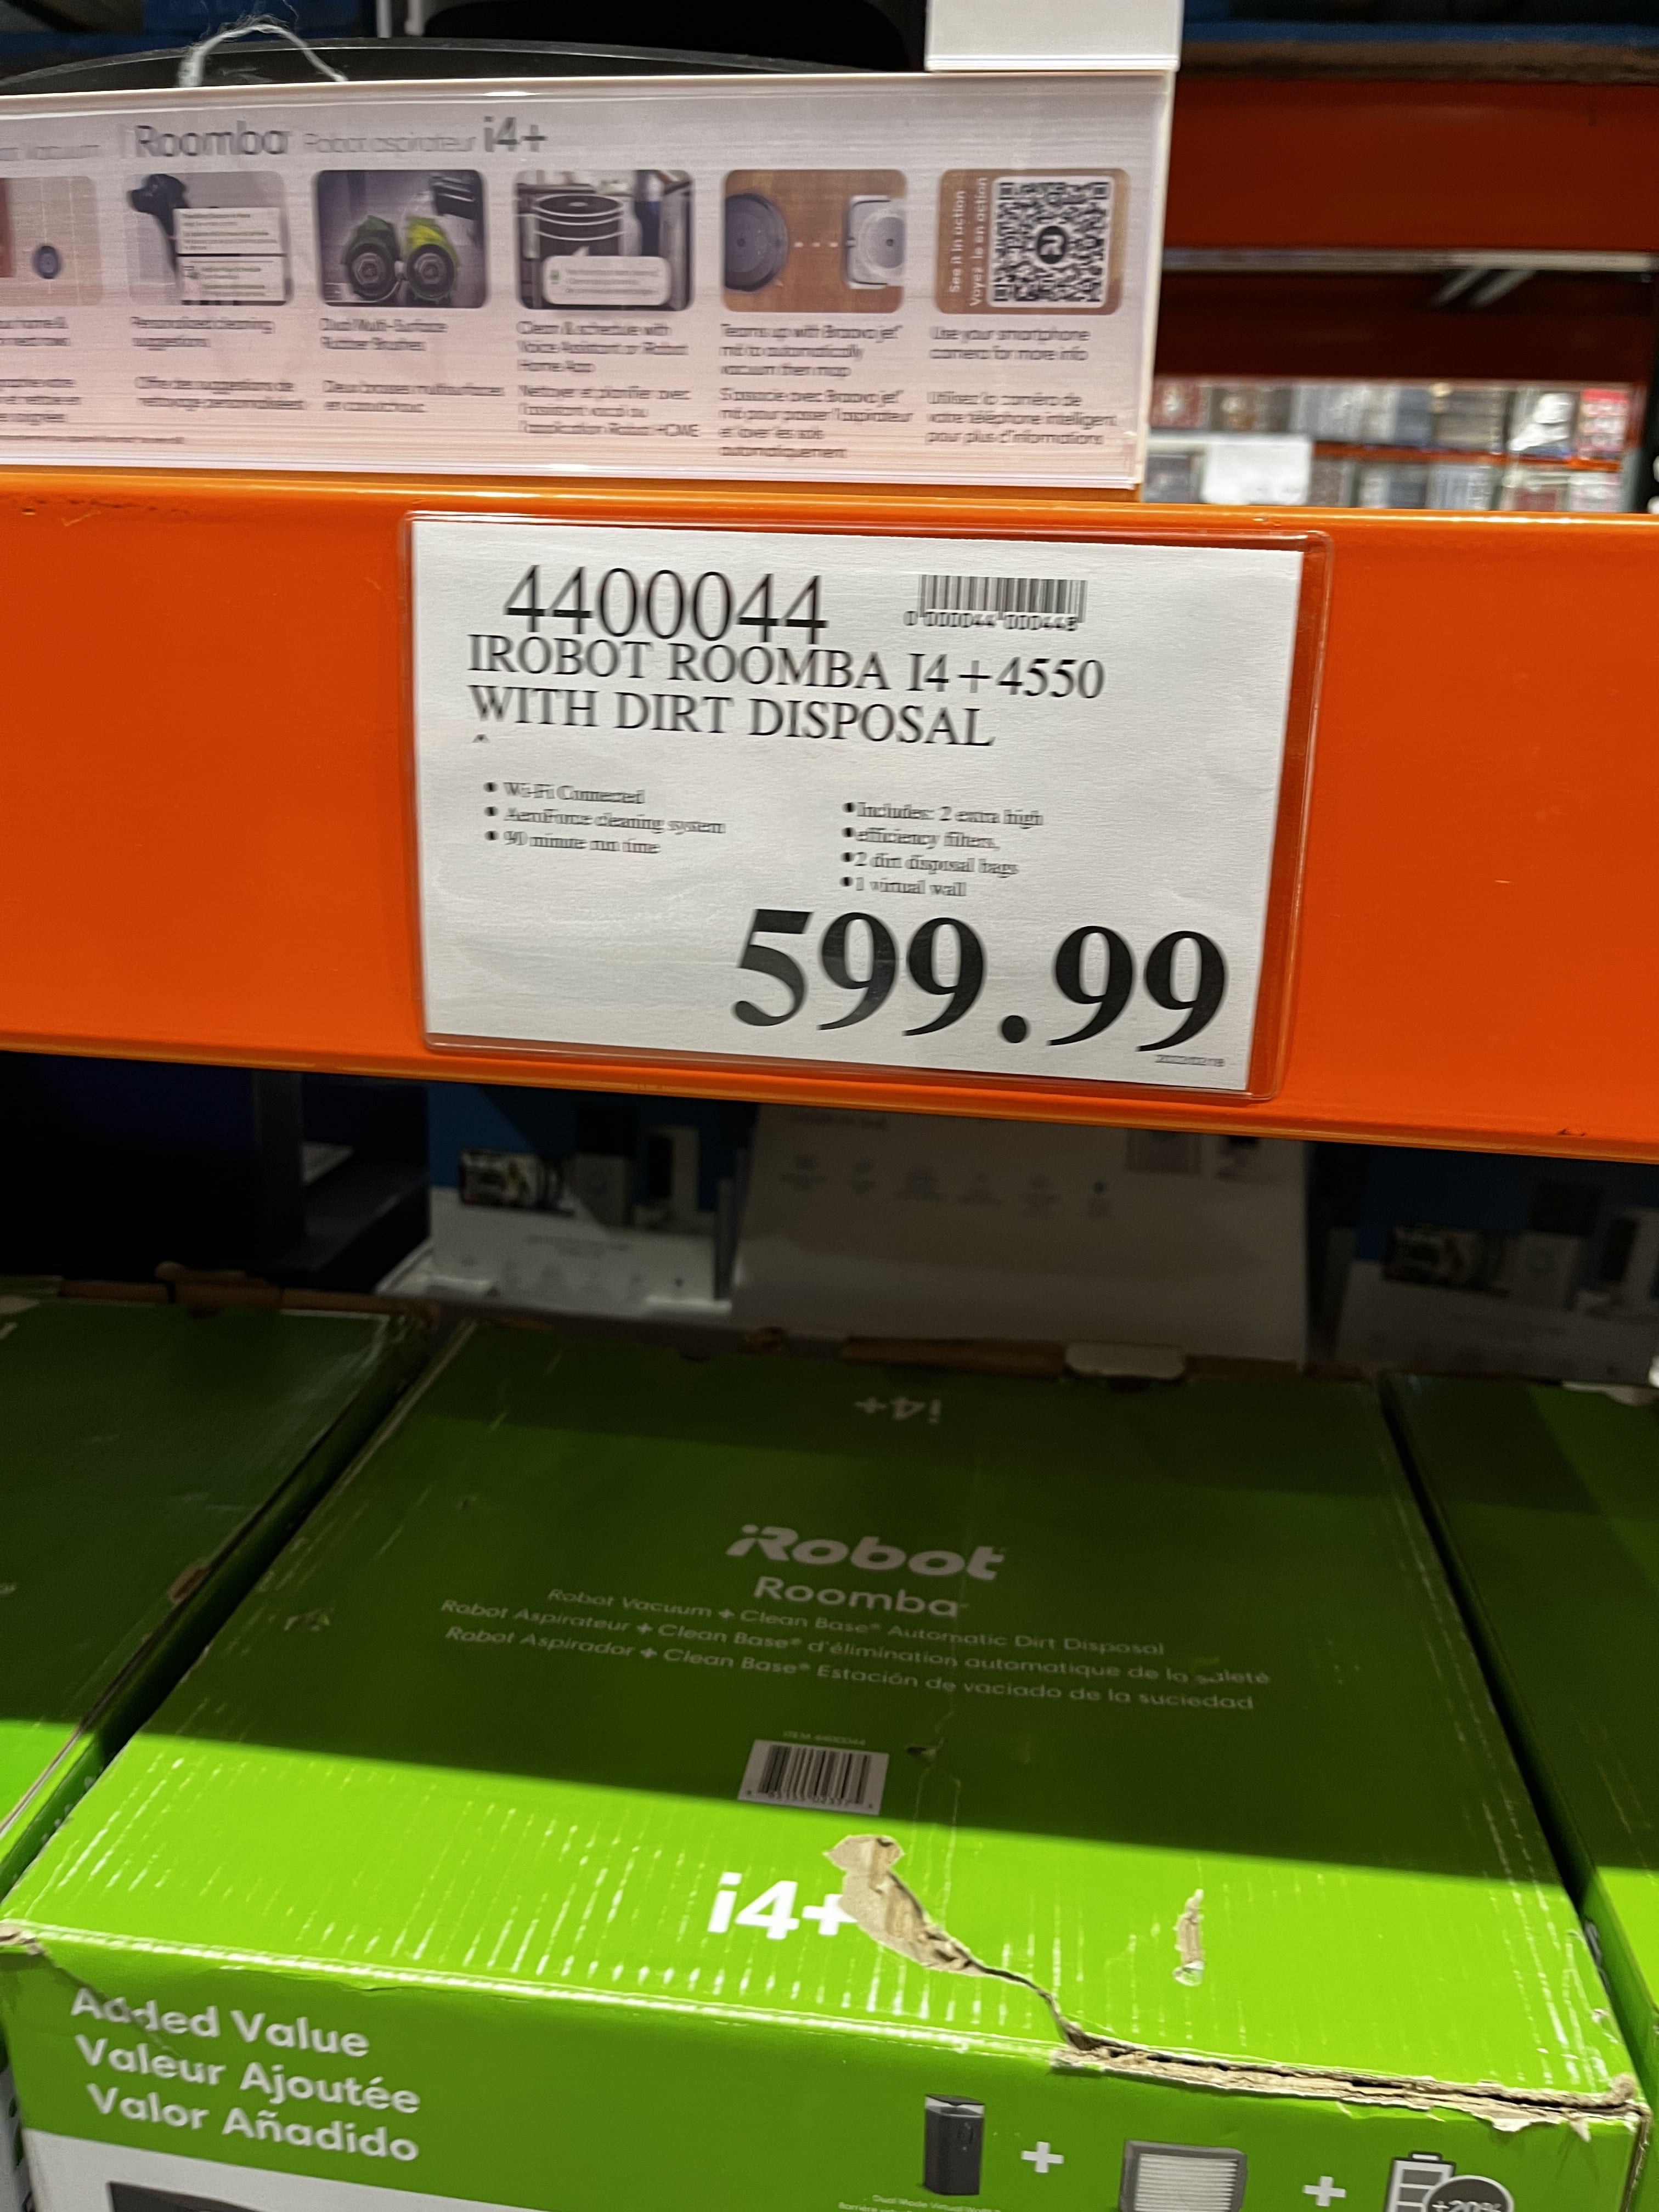 Roomba Robot aspirateur i4+
See it in action
Voyez le en action
Personalized cleaning
suggestions
Offre des suggestions de
nettoyage personnalisées
Dual Multi-Surface
Rubber Brushes
Deux brosses multisurfaces
en caoutchouc
Clean & schedule with
Voice Assistant or iRobot
Home App
Nettoyer et planifier avec
l'assistant vocal ou
l'application iRobot HOME
Teams up with Braava jet
m6 to automatically
vacuum then mop
S'associe avec Braava jet
m6 pour passer l'aspirateur
et laver les sols
automatiquement
Use your smartphone
camera for more info
Utilisez la caméra de
votre téléphone intelligent
pour plus d'informations
4400044
IROBOT ROOMBA I4+4550
WITH DIRT DISPOSAL
^
• Wi-Fi Connected
• AeroForce cleaning system
• 90 minute run time
•Includes: 2 extra high
•efficiency filters,
•2 dirt disposal bags
•1 virtual wall
599.99
i4+
iRobot
Roomba
Robot Vacuum + Clean Base® Automatic Dirt Disposal
Robot Aspirateur + Clean Base® d'élimination automatique de la saleté
Robot Aspirador + Clean Base® Estación de vaciado de la suciedad
ITEM 4400044
i4+
Added Value
Valeur Ajoutée
Valor Añadido
+
+
+20%